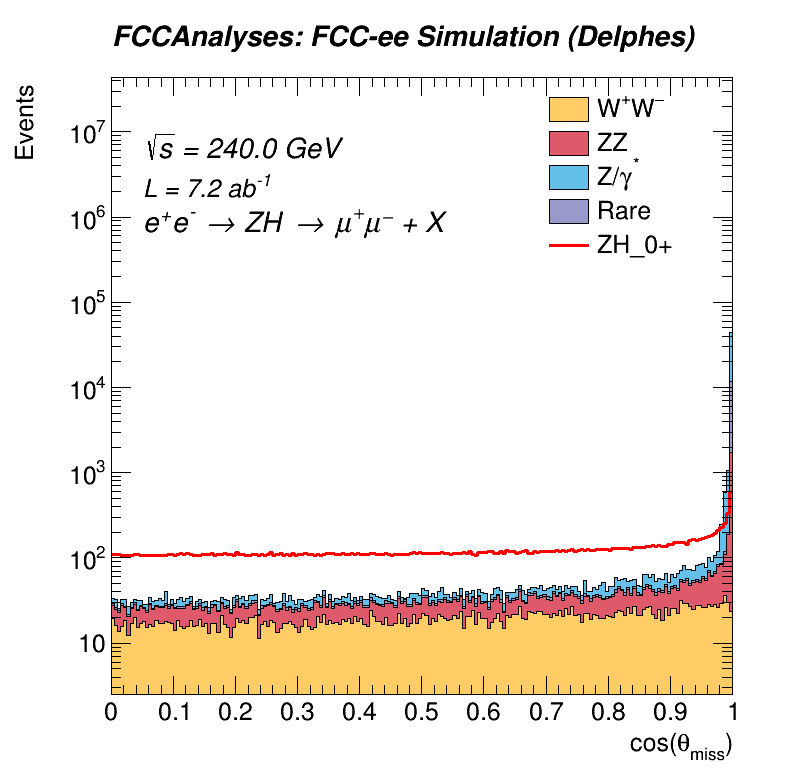 FCCAnalyses: FCC-ee Simulation (Delphes)
Events
√s = 240.0 GeV
L = 7.2 ab⁻¹
e⁺e⁻ → ZH → μ⁺μ⁻ + X
W⁺W⁻
ZZ
Z/γ*
Rare
ZH_0+
10⁷
10⁶
10⁵
10⁴
10³
10²
10
0 0.1 0.2 0.3 0.4 0.5 0.6 0.7 0.8 0.9 1
cos(θmiss)